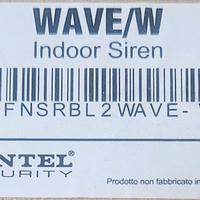 WAVE/W
Indoor Siren
FNSRBL2WAVE-
NTEL®
URITY
Prodotto non fabbricato in